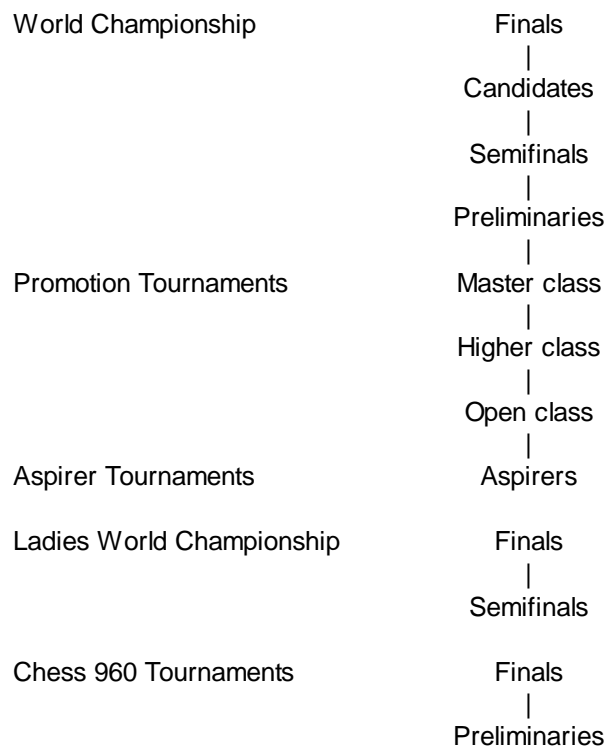 World Championship Finals
Candidates
Semifinals
Preliminaries
Promotion Tournaments Master class
Higher class
Open class
Aspirer Tournaments Aspirers
Ladies World Championship Finals
Semifinals
Chess 960 Tournaments Finals
Preliminaries